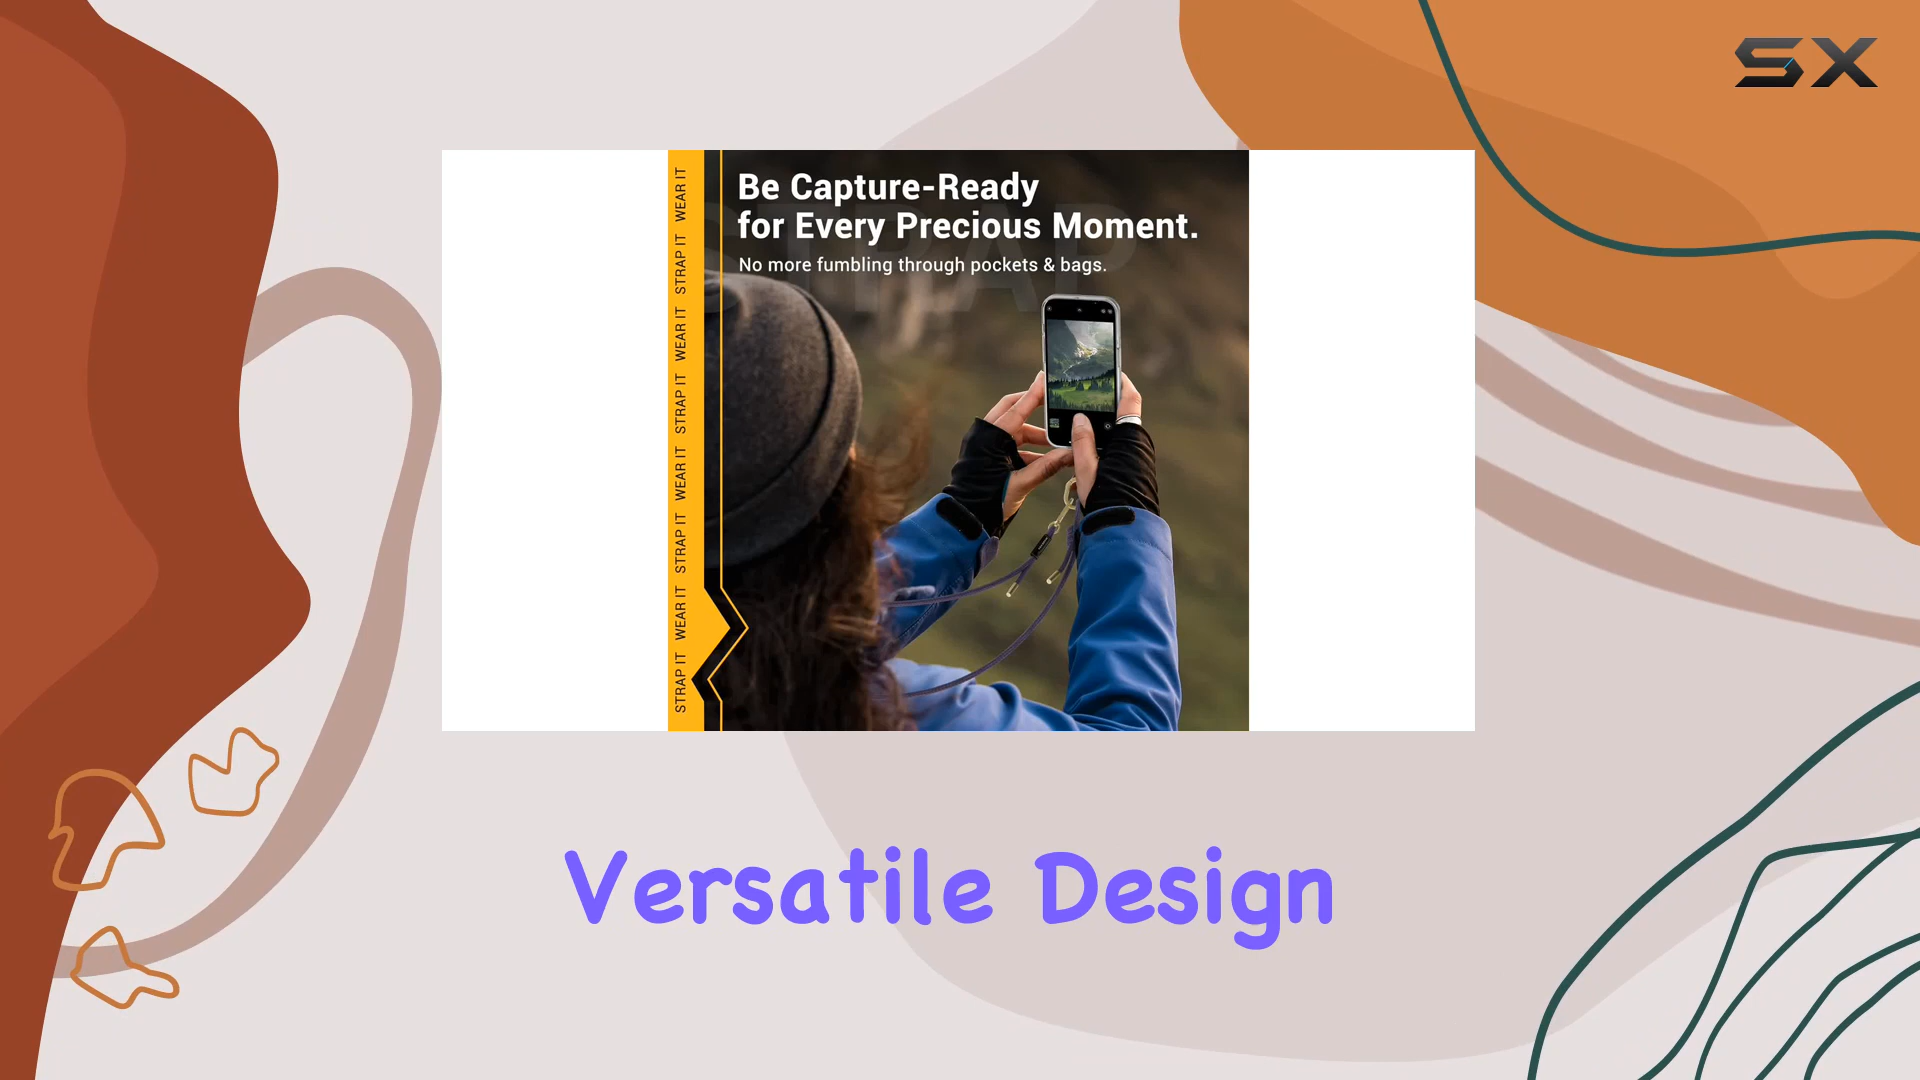 SX
Be Capture-Ready
for Every Precious Moment.
No more fumbling through pockets & bags.
STRAP IT WEAR IT STRAP IT WEAR IT STRAP IT WEAR IT STRAP IT WEAR IT
STRAP
Versatile Design